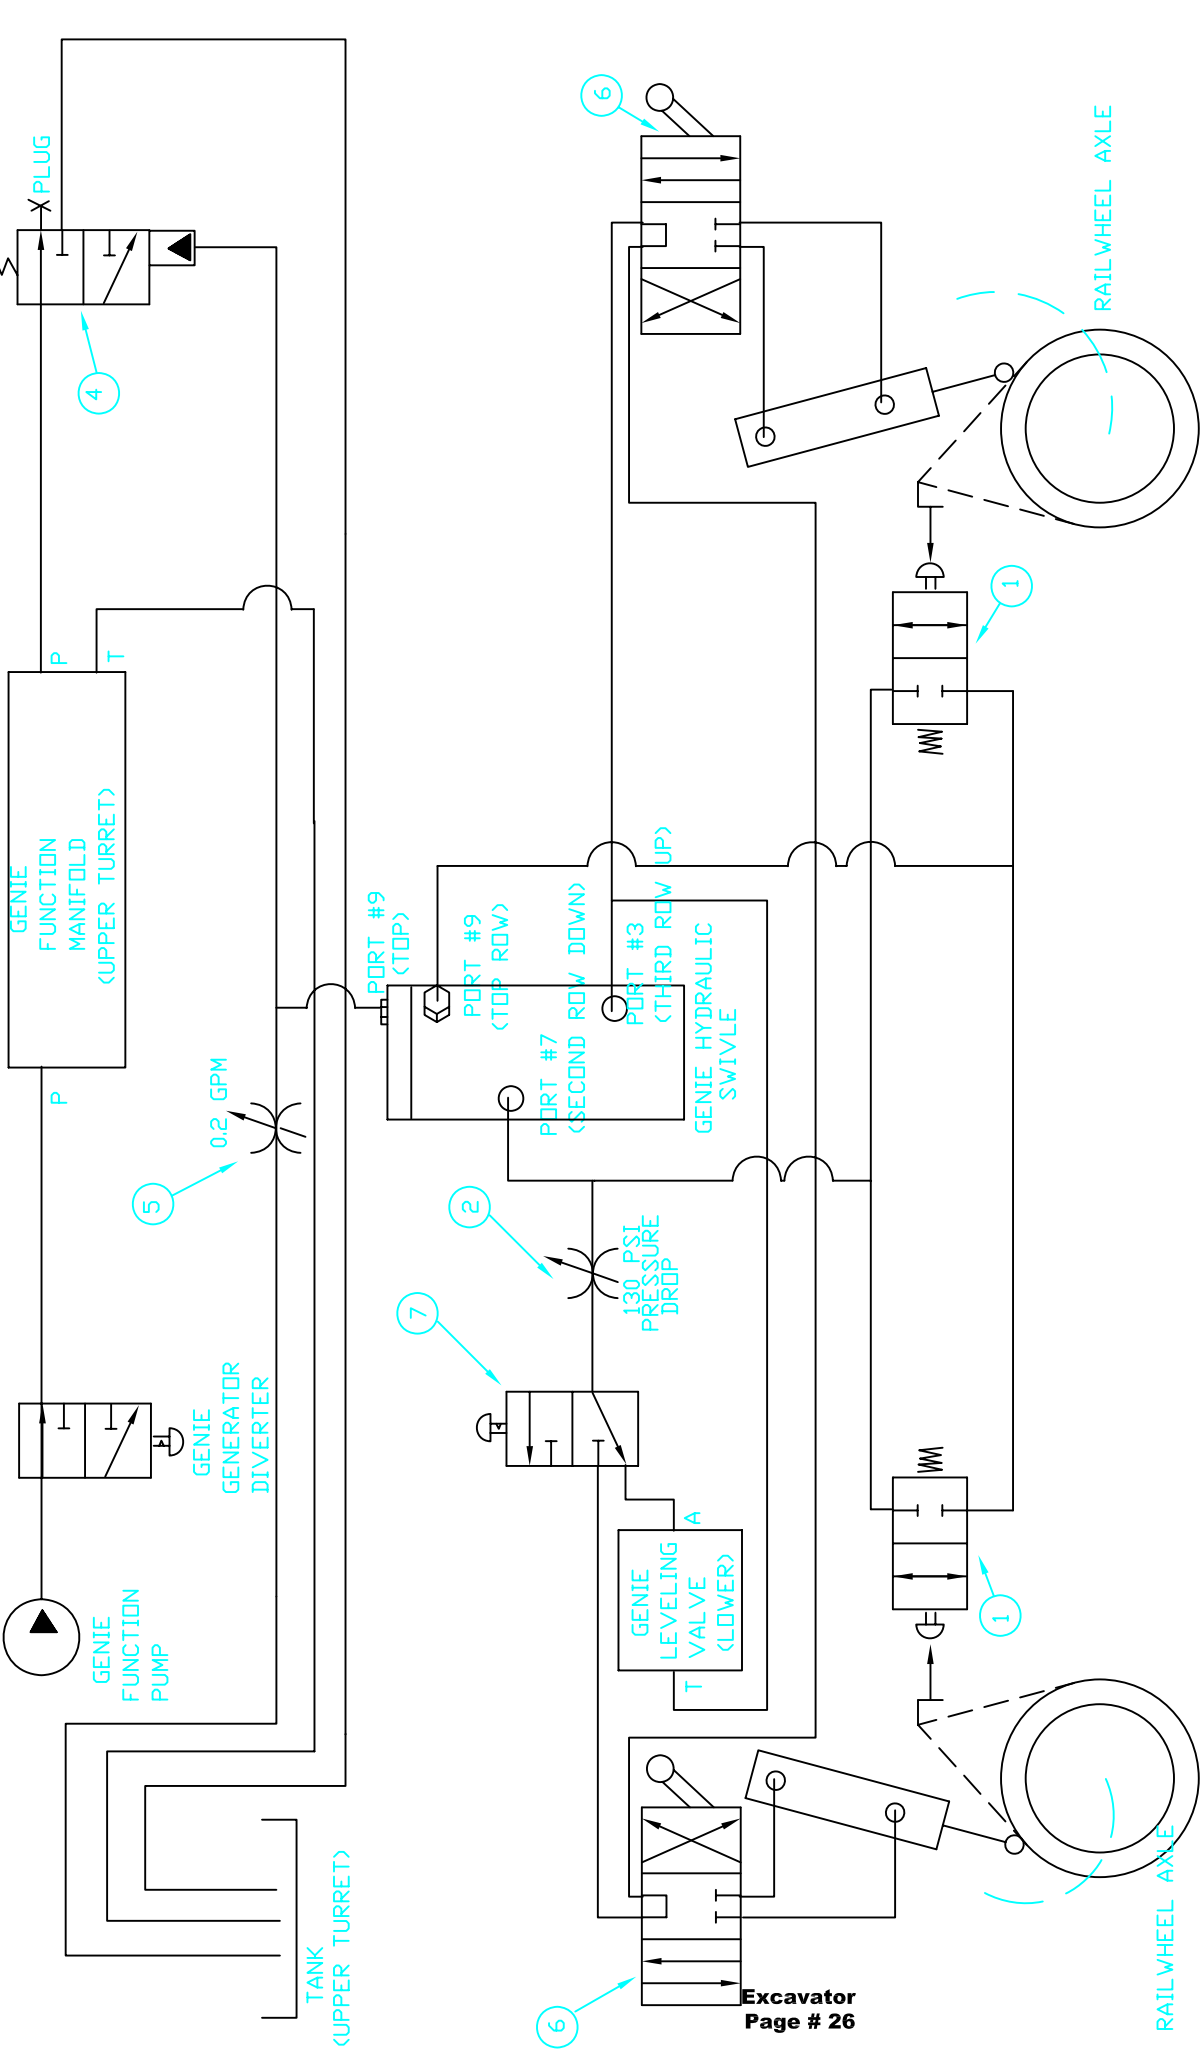 PLUG
4
P
T
GENIE
FUNCTION
MANIFOLD
(UPPER TURRET)
P
0.2 GPM
5
GENIE
GENERATOR
DIVERTER
GENIE
FUNCTION
PUMP
TANK
(UPPER TURRET)
6
RAILWHEEL AXLE
1
PORT #9
(TOP)
PORT #9
(TOP ROW)
PORT #7
(SECOND ROW DOWN)
PORT #3
(THIRD ROW UP)
GENIE HYDRAULIC
SWIVLE
2
130 PSI
PRESSURE
DROP
7
A
GENIE
LEVELING
VALVE
(LOWER)
T
1
6
RAILWHEEL AXLE
Excavator
Page # 26